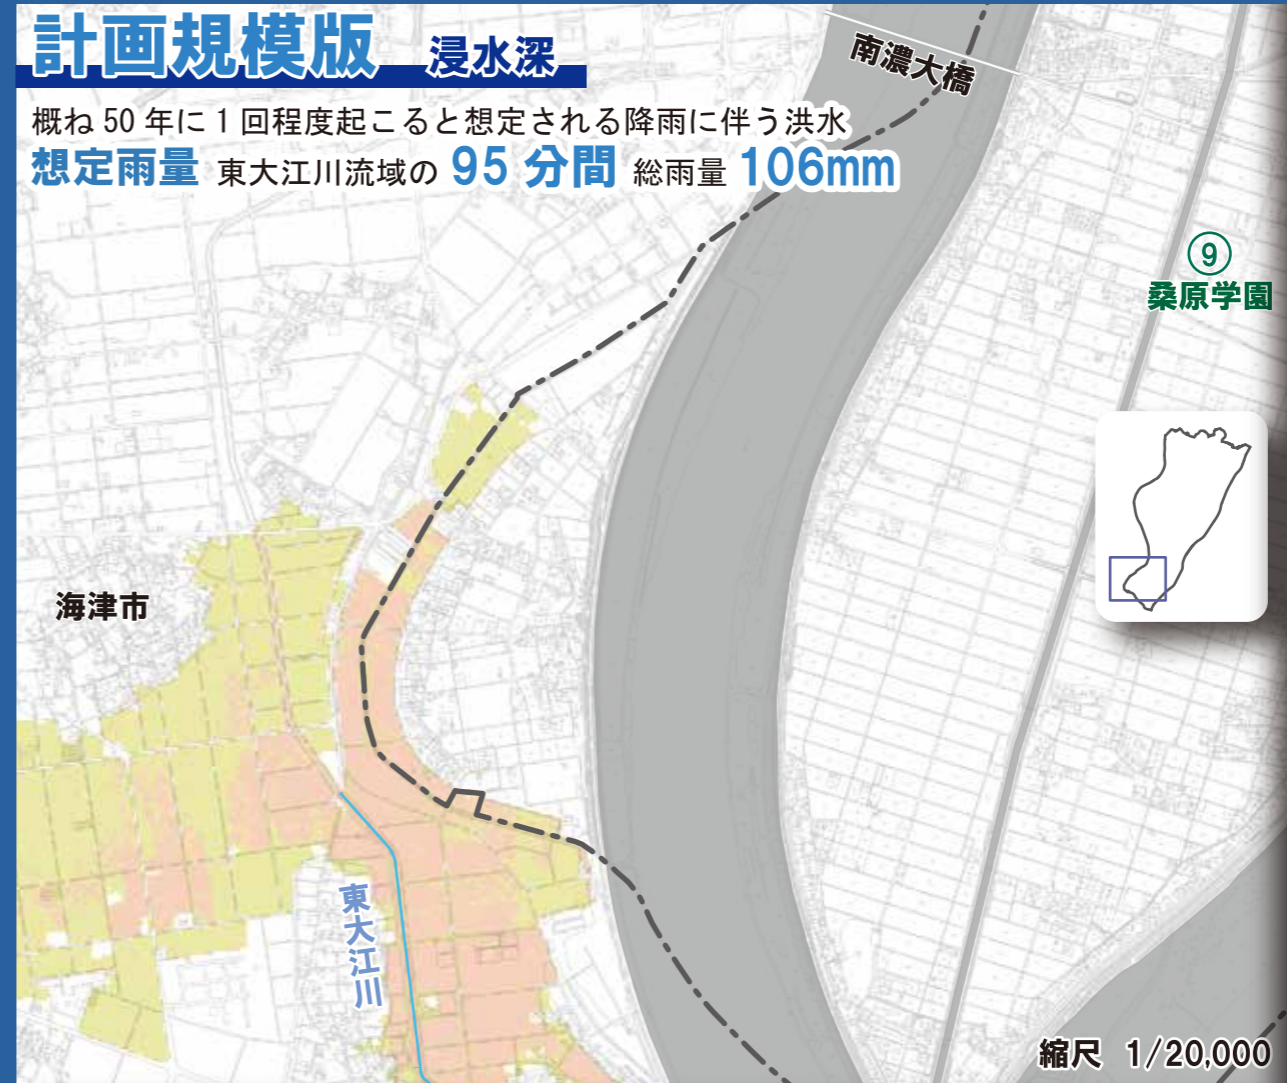 計画規模版 浸水深
概ね 50 年に 1 回程度起こると想定される降雨に伴う洪水
想定雨量 東大江川流域の 95 分間 総雨量 106mm
南濃大橋
⑨
桑原学園
海津市
東大江川
縮尺 1/20,000